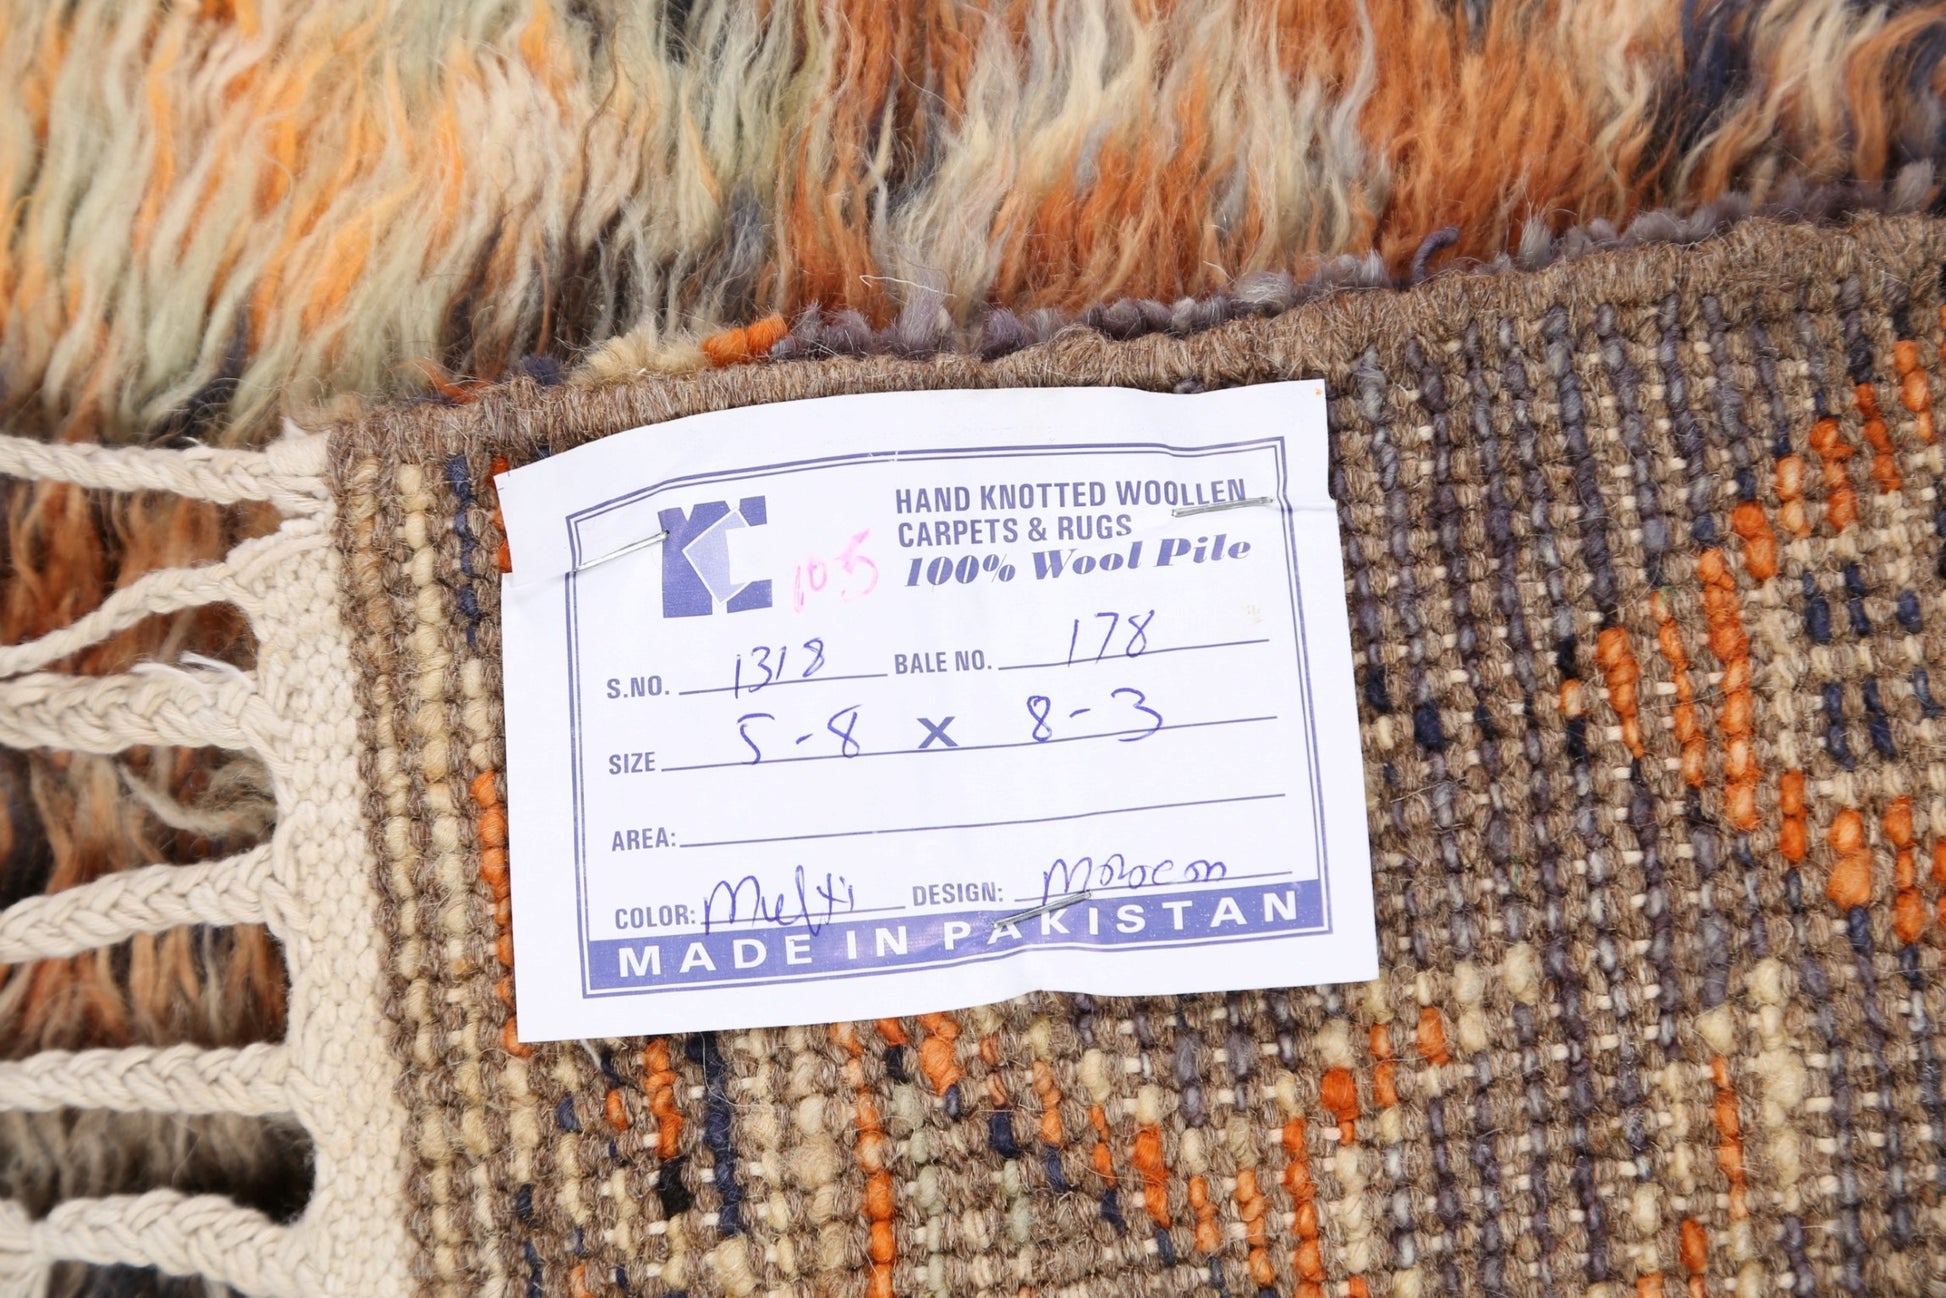 KC
105
HAND KNOTTED WOOLLEN
CARPETS & RUGS
100% Wool Pile
S.NO. 1318 BALE NO. 178
SIZE 5-8 X 8-3
AREA:
COLOR: Multi DESIGN: Morocon
MADE IN PAKISTAN